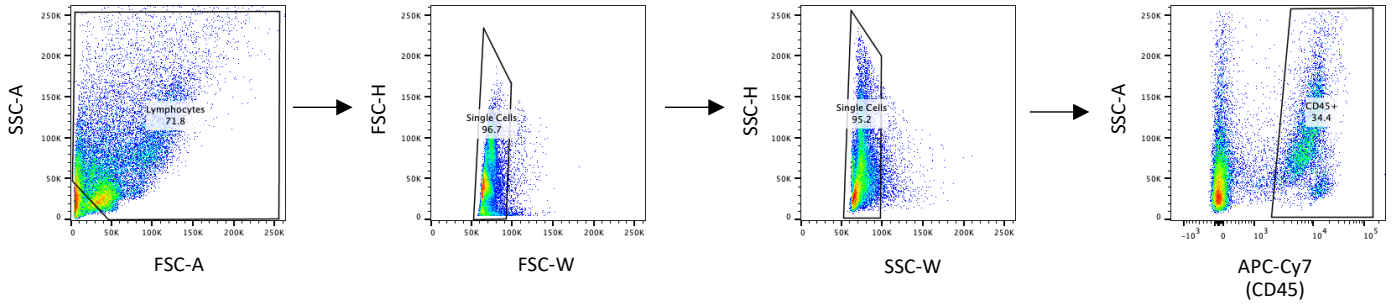 SSC-A
250K
200K
150K
100K
50K
0
Lymphocytes
71.8
0
50K
100K
150K
200K
250K
FSC-A
FSC-H
250K
200K
150K
100K
50K
0
Single Cells
96.7
0
50K
100K
150K
200K
250K
FSC-W
SSC-H
250K
200K
150K
100K
50K
0
Single Cells
95.2
0
50K
100K
150K
200K
250K
SSC-W
SSC-A
250K
200K
150K
100K
50K
0
CD45+
34.4
-10³
0
10³
10⁴
10⁵
APC-Cy7
(CD45)